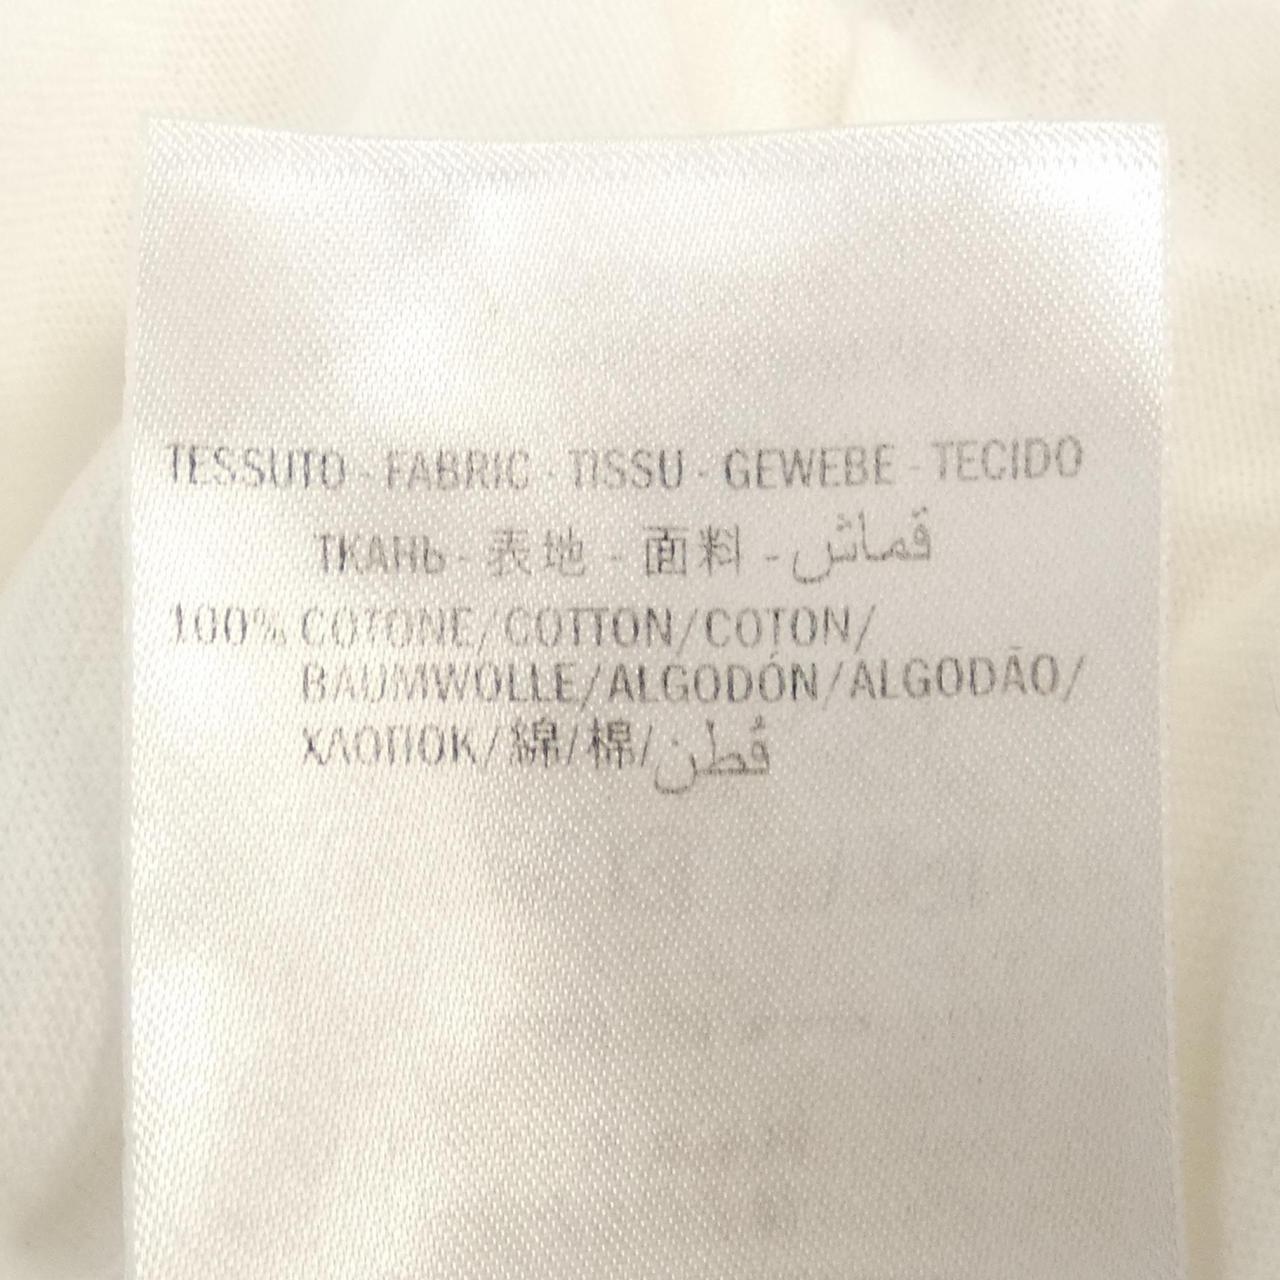 TESSUTO - FABRIC - TISSU - GEWEBE - TECIDO
ТКАНЬ - 表地 - 面料 - قماش
100% COTONE/COTTON/COTON/
BAUMWOLLE/ALGODÓN/ALGODÃO/
ХЛОПОК/綿/棉/قُطن